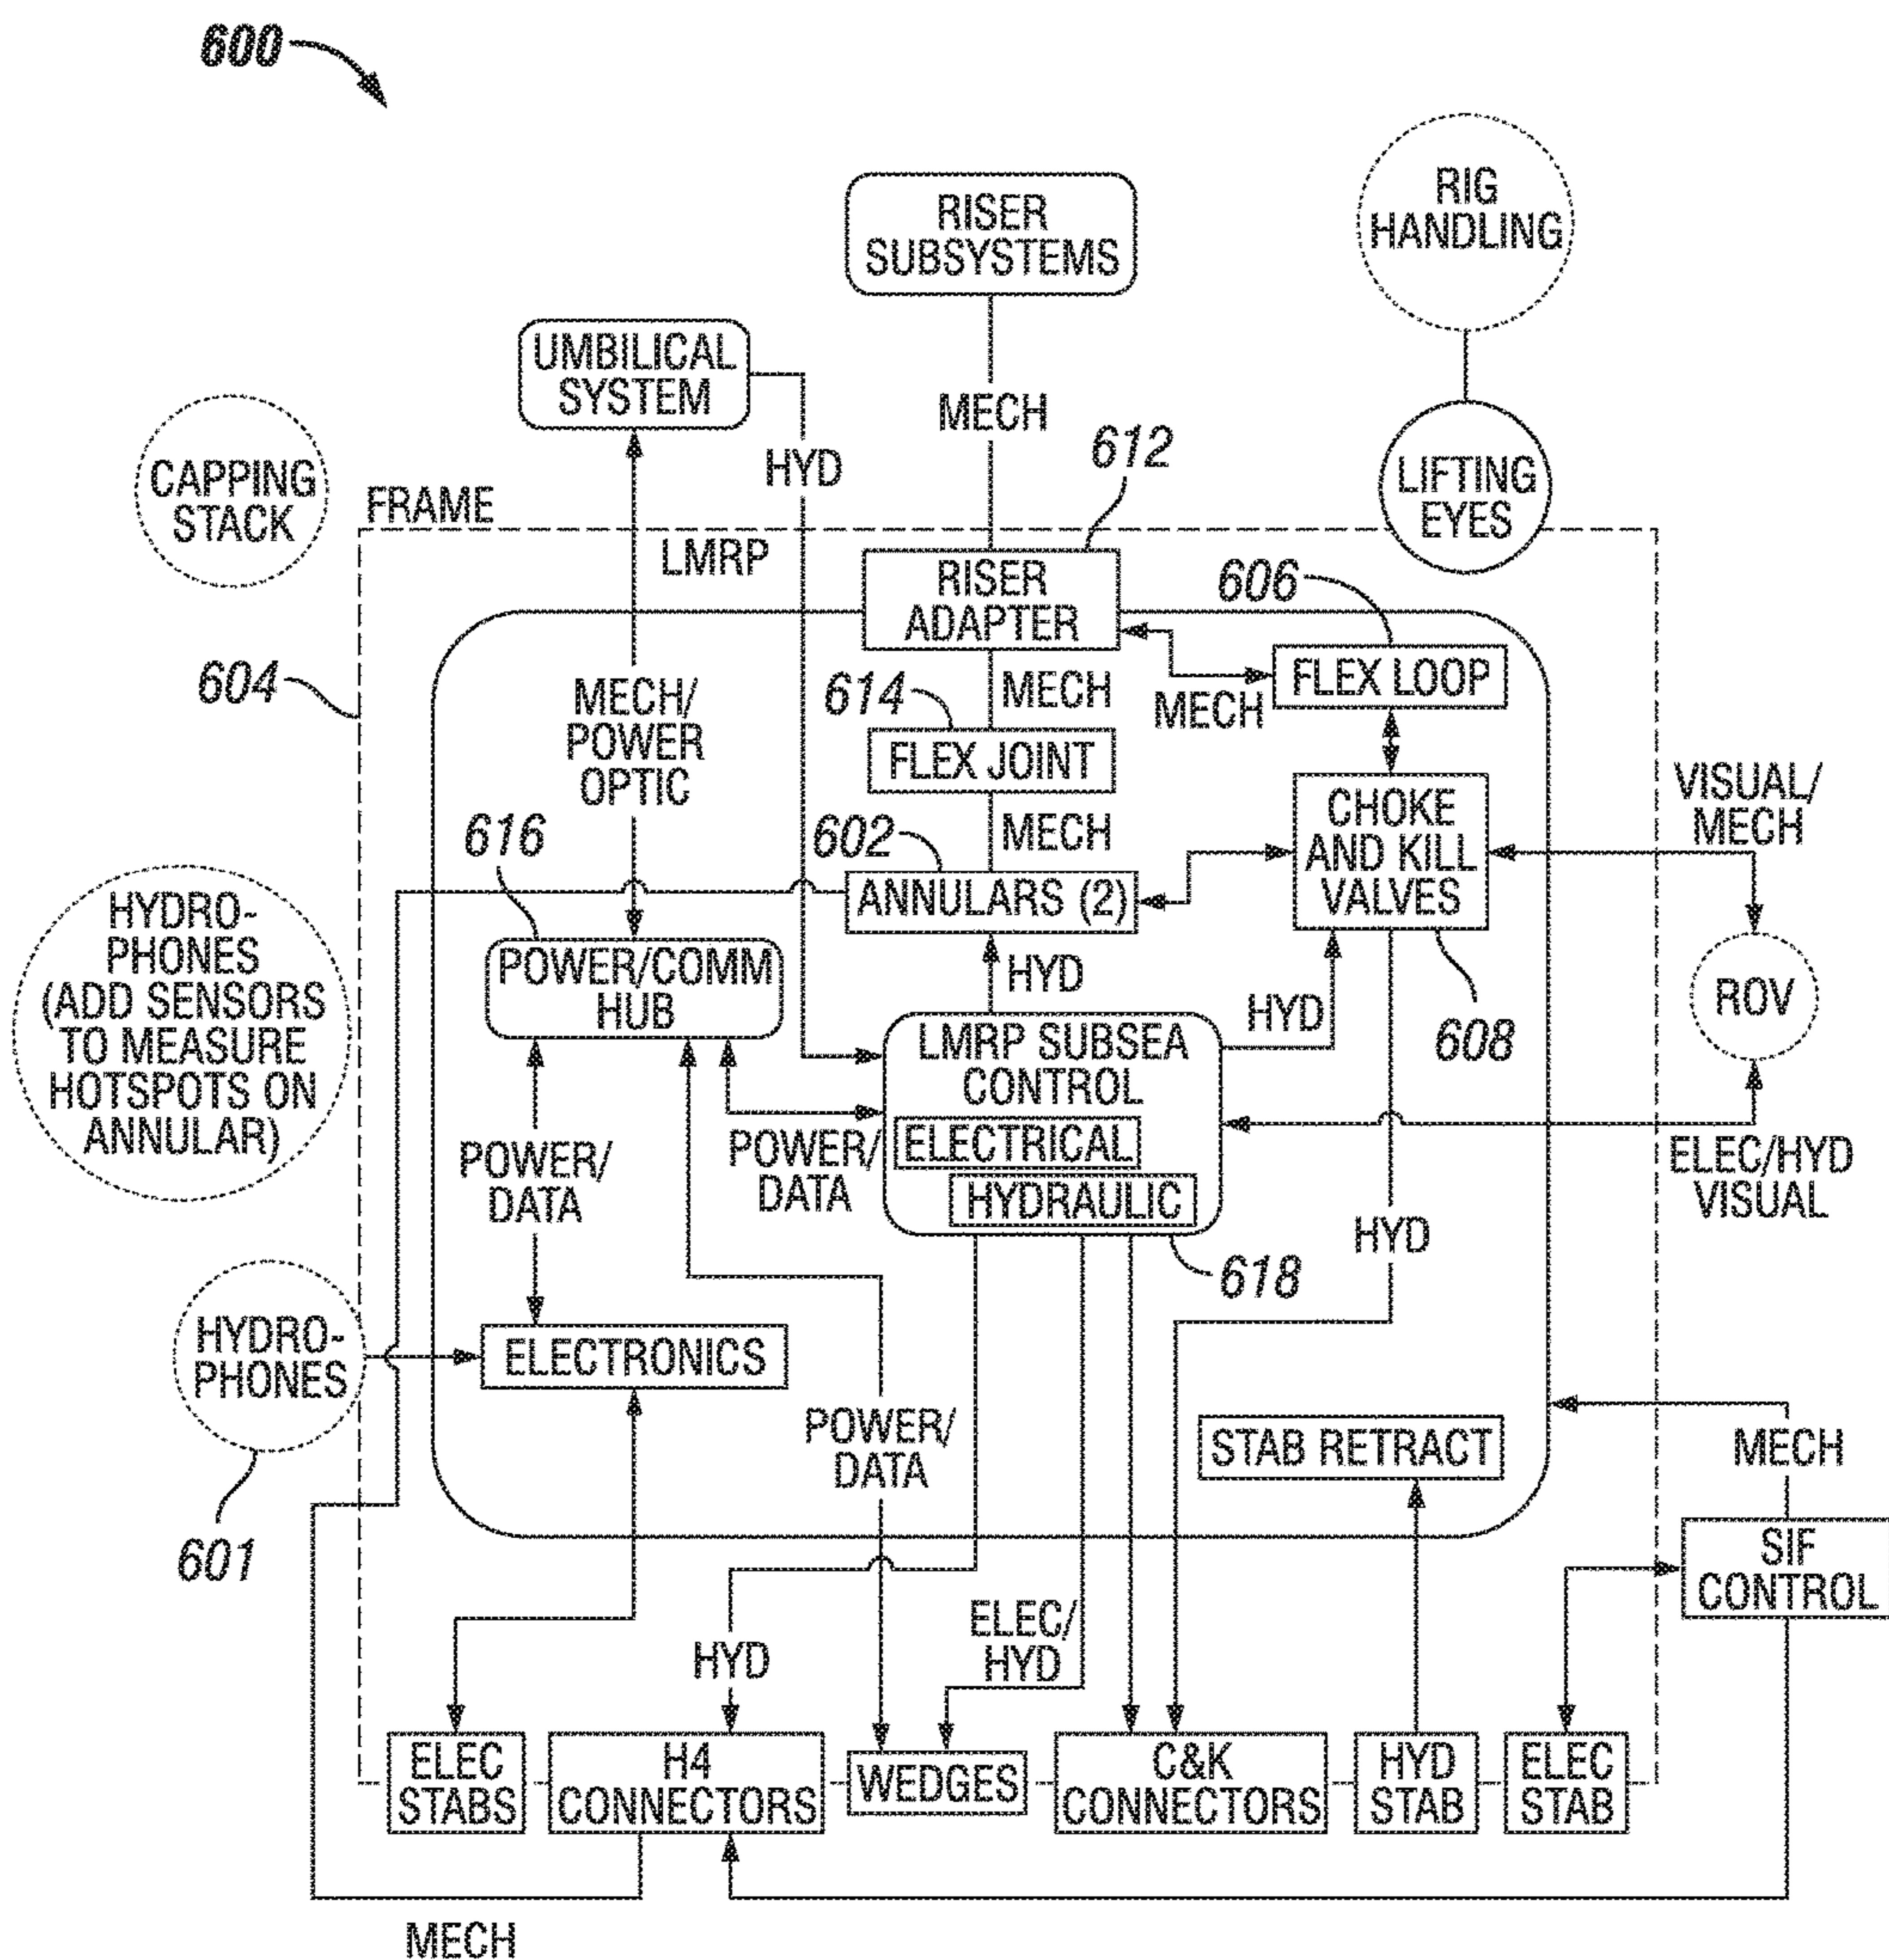 600
RIG
HANDLING
RISER
SUBSYSTEMS
UMBILICAL
SYSTEM
MECH
612
HYD
LIFTING
EYES
CAPPING
STACK
FRAME
LMRP
RISER
ADAPTER
606
604
MECH/
POWER
OPTIC
614
MECH
MECH
FLEX LOOP
FLEX JOINT
VISUAL/
MECH
616
602
MECH
CHOKE
AND KILL
VALVES
ANNULARS (2)
HYDRO-
PHONES
(ADD SENSORS
TO MEASURE
HOTSPOTS ON
ANNULAR)
POWER/COMM
HUB
HYD
HYD
608
ROV
LMRP SUBSEA
CONTROL
ELECTRICAL
HYDRAULIC
POWER/
DATA
POWER/
DATA
ELEC/HYD
VISUAL
HYD
618
HYDRO-
PHONES
ELECTRONICS
601
POWER/
DATA
STAB RETRACT
MECH
SIF
CONTROL
HYD
ELEC/
HYD
ELEC
STABS
H4
CONNECTORS
WEDGES
C&K
CONNECTORS
HYD
STAB
ELEC
STAB
MECH